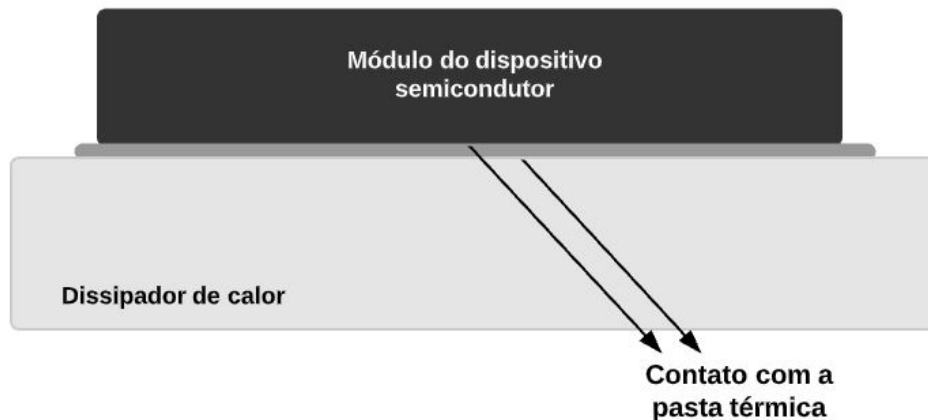 Módulo do dispositivo
semicondutor
Dissipador de calor
Contato com a
pasta térmica